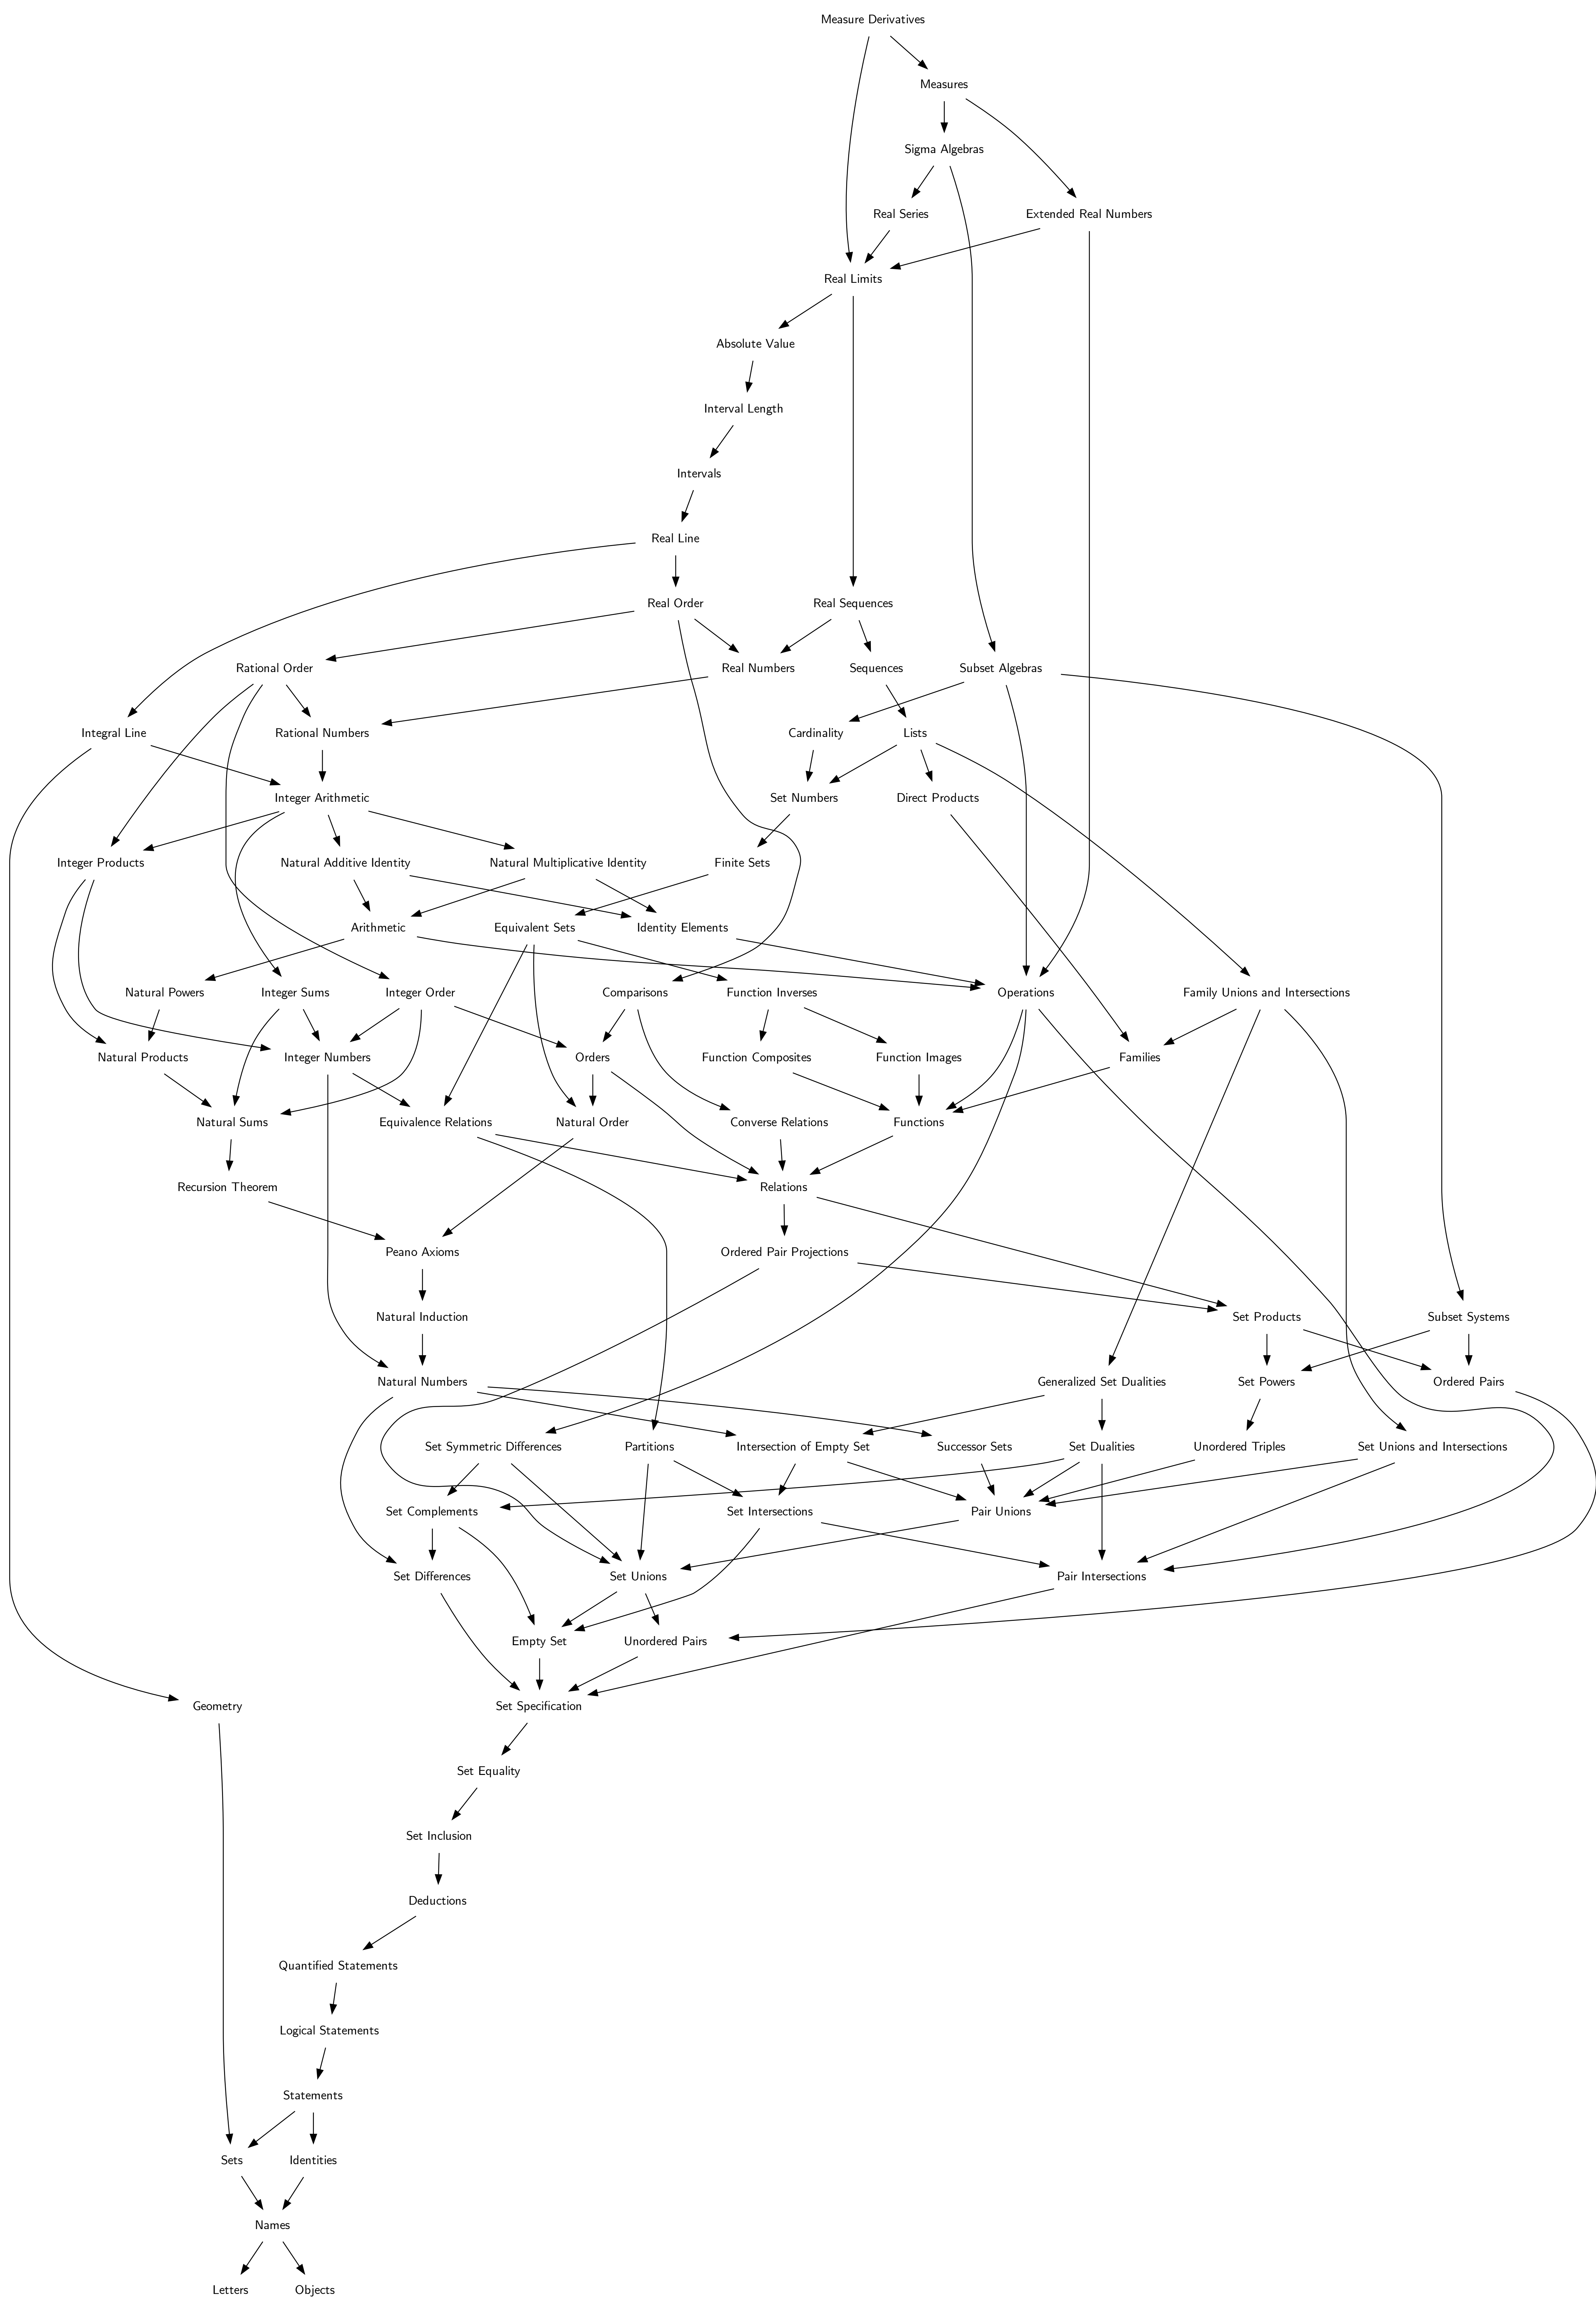 Measure Derivatives
Measures
Sigma Algebras
Real Series
Extended Real Numbers
Real Limits
Absolute Value
Interval Length
Intervals
Real Line
Real Order
Real Sequences
Rational Order
Real Numbers
Sequences
Subset Algebras
Integral Line
Rational Numbers
Cardinality
Lists
Integer Arithmetic
Set Numbers
Direct Products
Integer Products
Natural Additive Identity
Natural Multiplicative Identity
Finite Sets
Arithmetic
Equivalent Sets
Identity Elements
Natural Powers
Integer Sums
Integer Order
Comparisons
Function Inverses
Operations
Family Unions and Intersections
Natural Products
Integer Numbers
Orders
Function Composites
Function Images
Families
Natural Sums
Equivalence Relations
Natural Order
Converse Relations
Functions
Recursion Theorem
Relations
Peano Axioms
Ordered Pair Projections
Natural Induction
Set Products
Subset Systems
Natural Numbers
Generalized Set Dualities
Set Powers
Ordered Pairs
Set Symmetric Differences
Partitions
Intersection of Empty Set
Successor Sets
Set Dualities
Unordered Triples
Set Unions and Intersections
Set Complements
Set Intersections
Pair Unions
Set Differences
Set Unions
Pair Intersections
Empty Set
Unordered Pairs
Geometry
Set Specification
Set Equality
Set Inclusion
Deductions
Quantified Statements
Logical Statements
Statements
Sets
Identities
Names
Letters
Objects